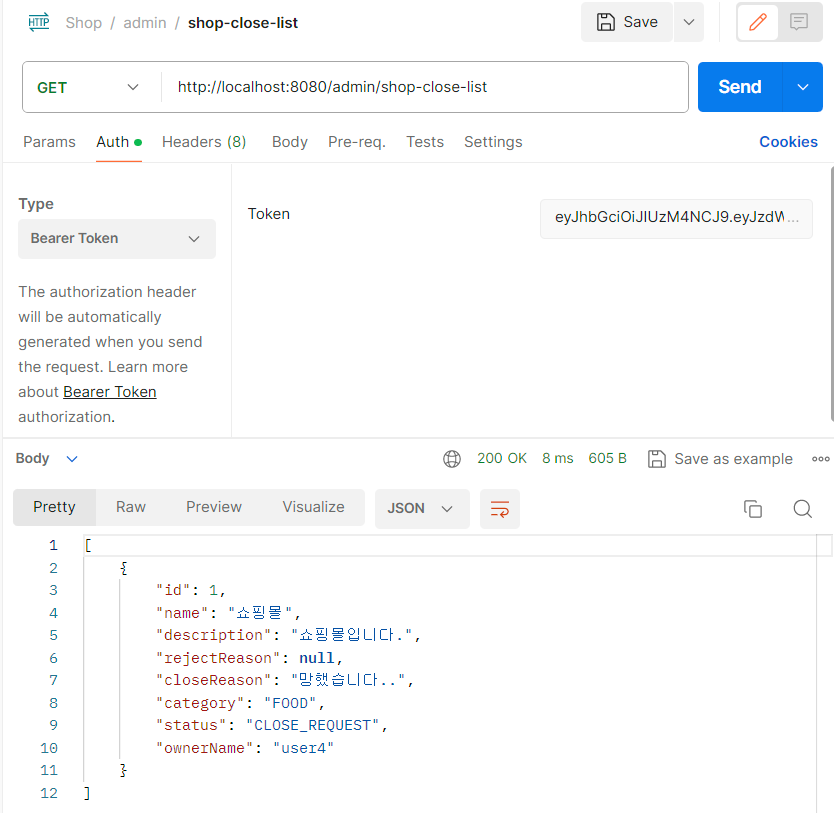 HTTP Shop / admin / shop-close-list Save
GET http://localhost:8080/admin/shop-close-list Send
Params Auth Headers (8) Body Pre-req. Tests Settings Cookies
Type
Bearer Token
Token eyJhbGciOiJIUzM4NCJ9.eyJzdW...
The authorization header
will be automatically
generated when you send
the request. Learn more
about Bearer Token
authorization.
Body 200 OK 8 ms 605 B Save as example
Pretty Raw Preview Visualize JSON
1 [
2 {
3 "id": 1,
4 "name": "쇼핑몰",
5 "description": "쇼핑몰입니다.",
6 "rejectReason": null,
7 "closeReason": "망했습니다..",
8 "category": "FOOD",
9 "status": "CLOSE_REQUEST",
10 "ownerName": "user4"
11 }
12 ]